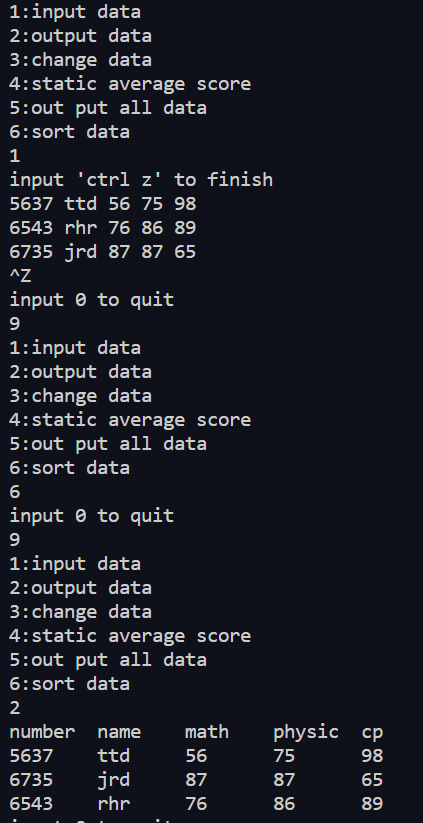 1:input data
2:output data
3:change data
4:static average score
5:out put all data
6:sort data
1
input 'ctrl z' to finish
5637 ttd 56 75 98
6543 rhr 76 86 89
6735 jrd 87 87 65
^Z
input 0 to quit
9
1:input data
2:output data
3:change data
4:static average score
5:out put all data
6:sort data
6
input 0 to quit
9
1:input data
2:output data
3:change data
4:static average score
5:out put all data
6:sort data
2
number name math physic cp
5637 ttd 56 75 98
6735 jrd 87 87 65
6543 rhr 76 86 89